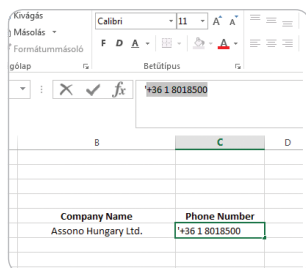 Kivágás
Másolás
Formátummásoló
gólap
Calibri 11 A A
F D A A
Betűtípus
fx '+36 1 8018500
B C D
Company Name Phone Number
Assono Hungary Ltd. '+36 1 8018500